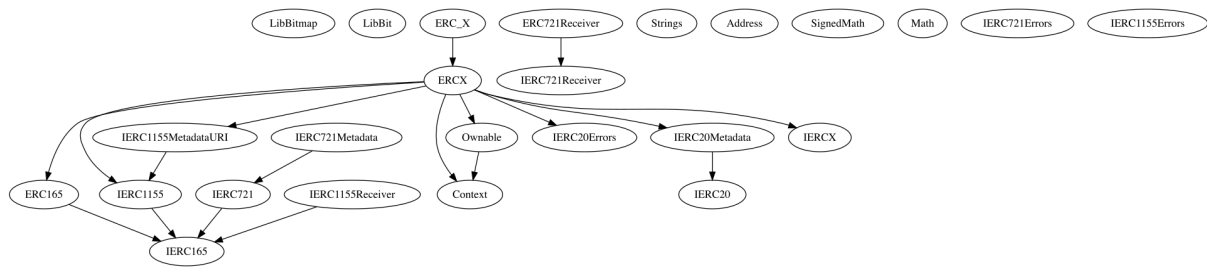 LibBitmap LibBit ERC_X ERC721Receiver Strings Address SignedMath Math IERC721Errors IERC1155Errors
ERCX IERC721Receiver
IERC1155MetadataURI IERC721Metadata Ownable IERC20Errors IERC20Metadata IERCX
ERC165 IERC1155 IERC721 IERC1155Receiver Context IERC20
IERC165